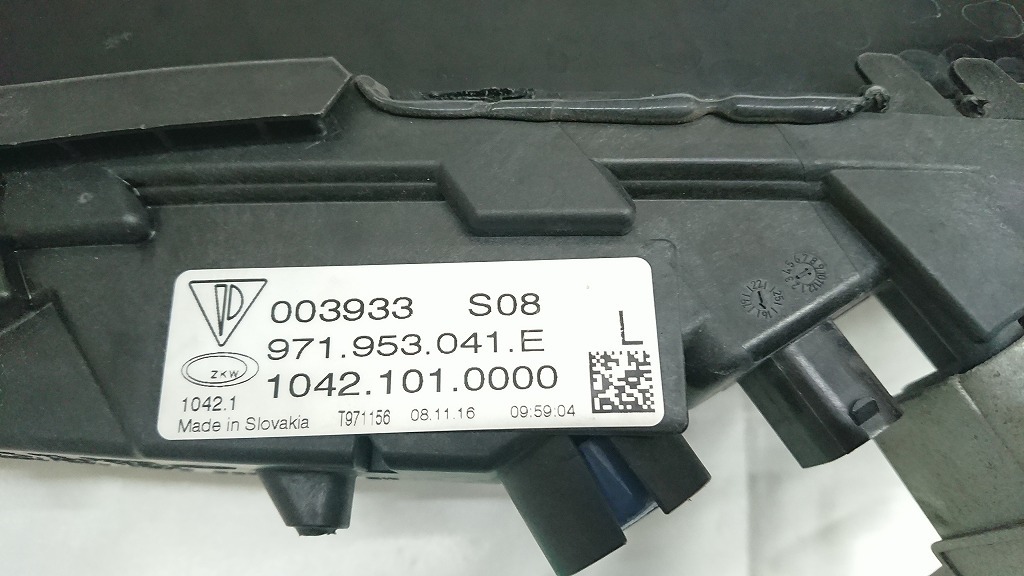 003933 S08
971.953.041.E
L
ZKW
1042.101.0000
1042.1
Made in Slovakia T971156 08.11.16 09:59:04